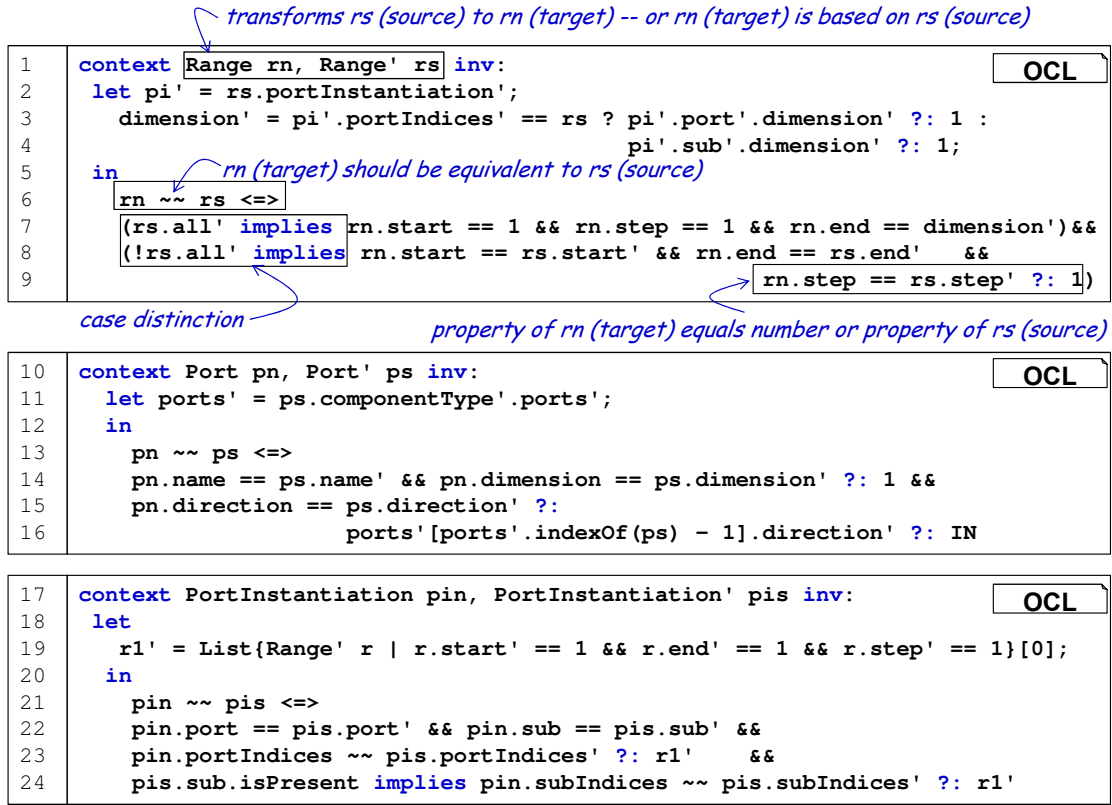 transforms rs (source) to rn (target) -- or rn (target) is based on rs (source)
1 context Range rn, Range' rs inv: OCL
2 let pi' = rs.portInstantiation';
3 dimension' = pi'.portIndices' == rs ? pi'.port'.dimension' ?: 1 :
4 pi'.sub'.dimension' ?: 1;
5 in rn (target) should be equivalent to rs (source)
6 rn ~~ rs <=>
7 (rs.all' implies rn.start == 1 && rn.step == 1 && rn.end == dimension')&&
8 (!rs.all' implies rn.start == rs.start' && rn.end == rs.end' &&
9 rn.step == rs.step' ?: 1)
case distinction property of rn (target) equals number or property of rs (source)
10 context Port pn, Port' ps inv: OCL
11 let ports' = ps.componentType'.ports';
12 in
13 pn ~~ ps <=>
14 pn.name == ps.name' && pn.dimension == ps.dimension' ?: 1 &&
15 pn.direction == ps.direction' ?:
16 ports'[ports'.indexOf(ps) – 1].direction' ?: IN
17 context PortInstantiation pin, PortInstantiation' pis inv: OCL
18 let
19 r1' = List{Range' r | r.start' == 1 && r.end' == 1 && r.step' == 1}[0];
20 in
21 pin ~~ pis <=>
22 pin.port == pis.port' && pin.sub == pis.sub' &&
23 pin.portIndices ~~ pis.portIndices' ?: r1' &&
24 pis.sub.isPresent implies pin.subIndices ~~ pis.subIndices' ?: r1'